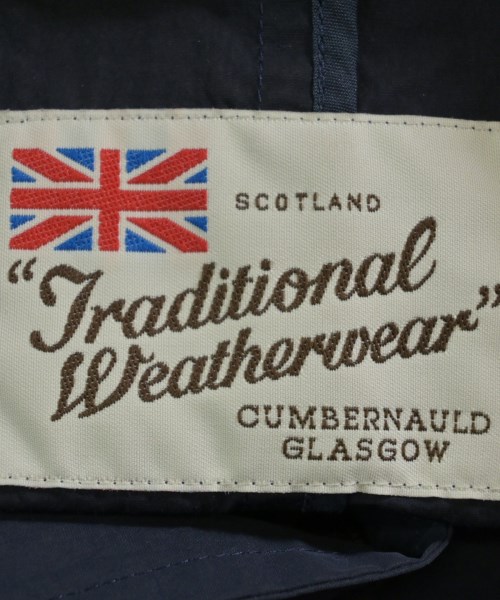 SCOTLAND
"Traditional
Weatherwear"
CUMBERNAULD
GLASGOW